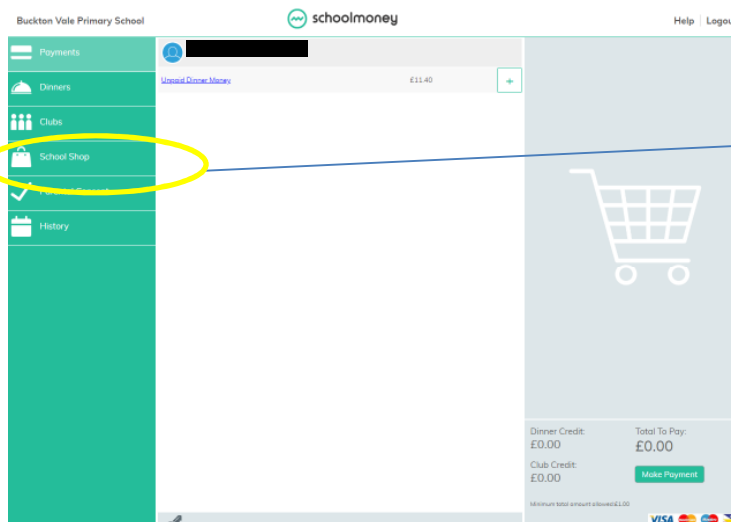 Buckton Vale Primary School
schoolmoney
Help | Logou
Payments
Dinners
Clubs
School Shop
History
Unpaid Dinner Money £11.40 +
Dinner Credit: Total To Pay:
£0.00 £0.00
Club Credit:
£0.00
Make Payment
Minimum total amount allowed £1.00
VISA